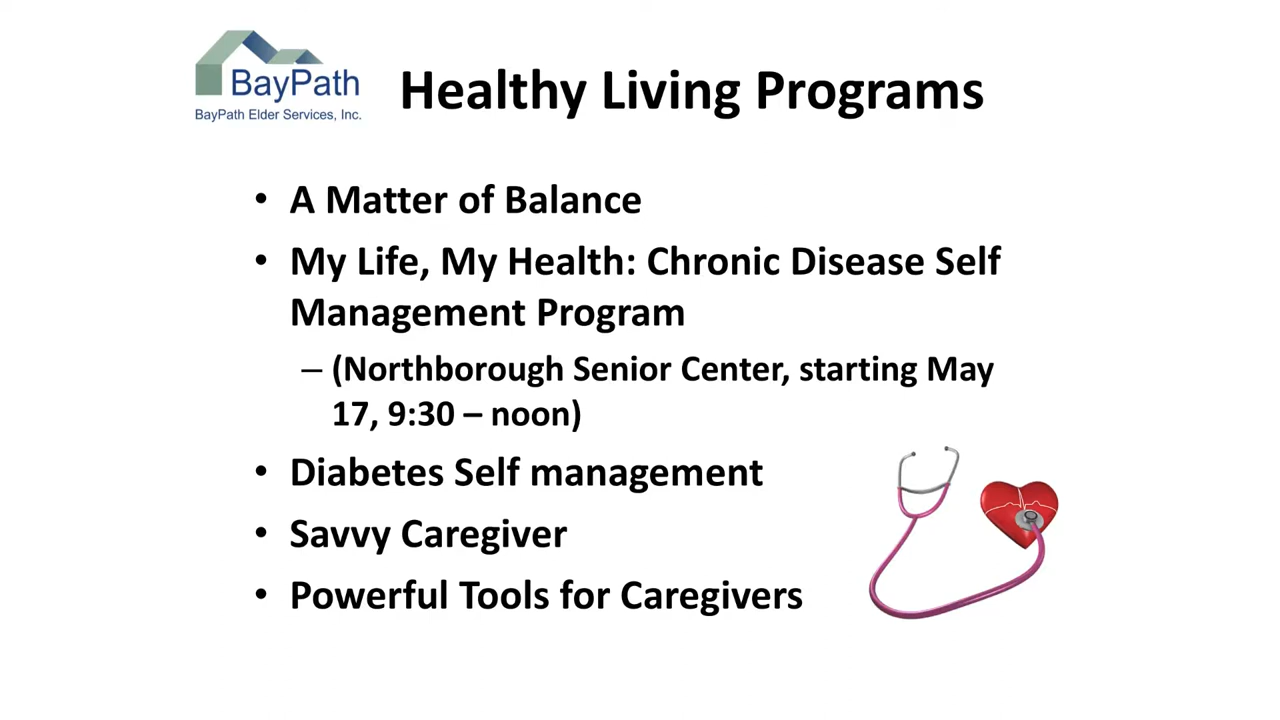 BayPath
BayPath Elder Services, Inc.
Healthy Living Programs
• A Matter of Balance
• My Life, My Health: Chronic Disease Self
Management Program
– (Northborough Senior Center, starting May
17, 9:30 – noon)
• Diabetes Self management
• Savvy Caregiver
• Powerful Tools for Caregivers